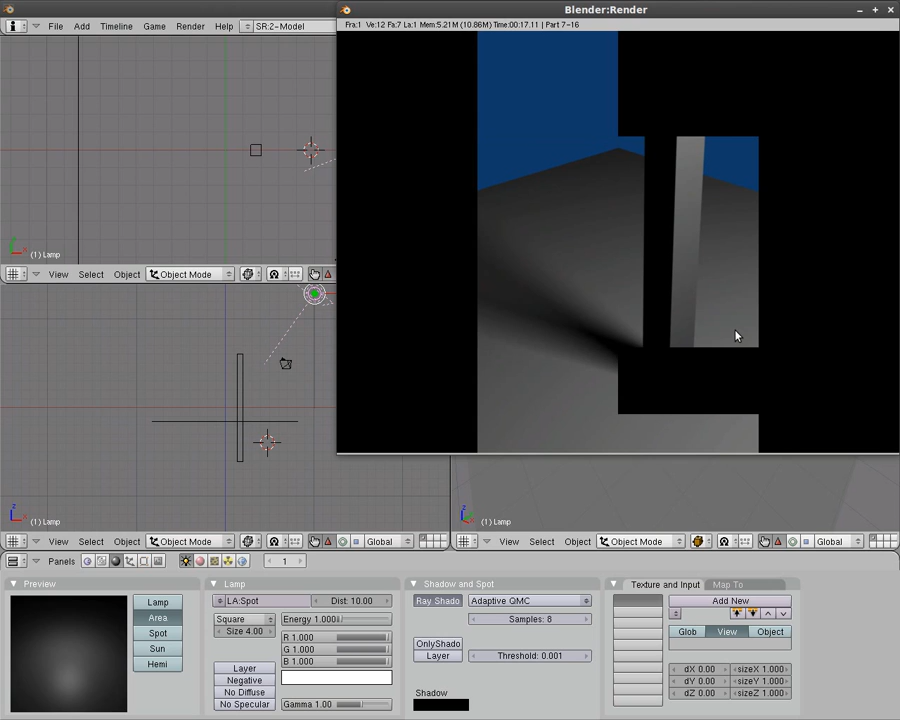 Blender:Render
File Add Timeline Game Render Help SR:2-Model
Fra:1 Ve:12 Fa:7 La:1 Mem:5.21M (10.86M) Time:00:17.11 | Part 7-16
(1) Lamp
View Select Object Object Mode
(1) Lamp
(1) Lamp
View Select Object Object Mode Global
View Select Object Object Mode Global
Panels 1
Preview
Lamp
Area
Spot
Sun
Hemi
Lamp
LA:Spot Dist: 10.00
Square
Size 4.00
Energy 1.000
R 1.000
G 1.000
B 1.000
Layer
Negative
No Diffuse
No Specular
Gamma 1.00
Shadow and Spot
Ray Shado Adaptive QMC
Samples: 8
OnlyShado
Layer
Threshold: 0.001
Shadow
Texture and Input Map To
Add New
Glob View Object
dX 0.00 sizeX 1.000
dY 0.00 sizeY 1.000
dZ 0.00 sizeZ 1.000